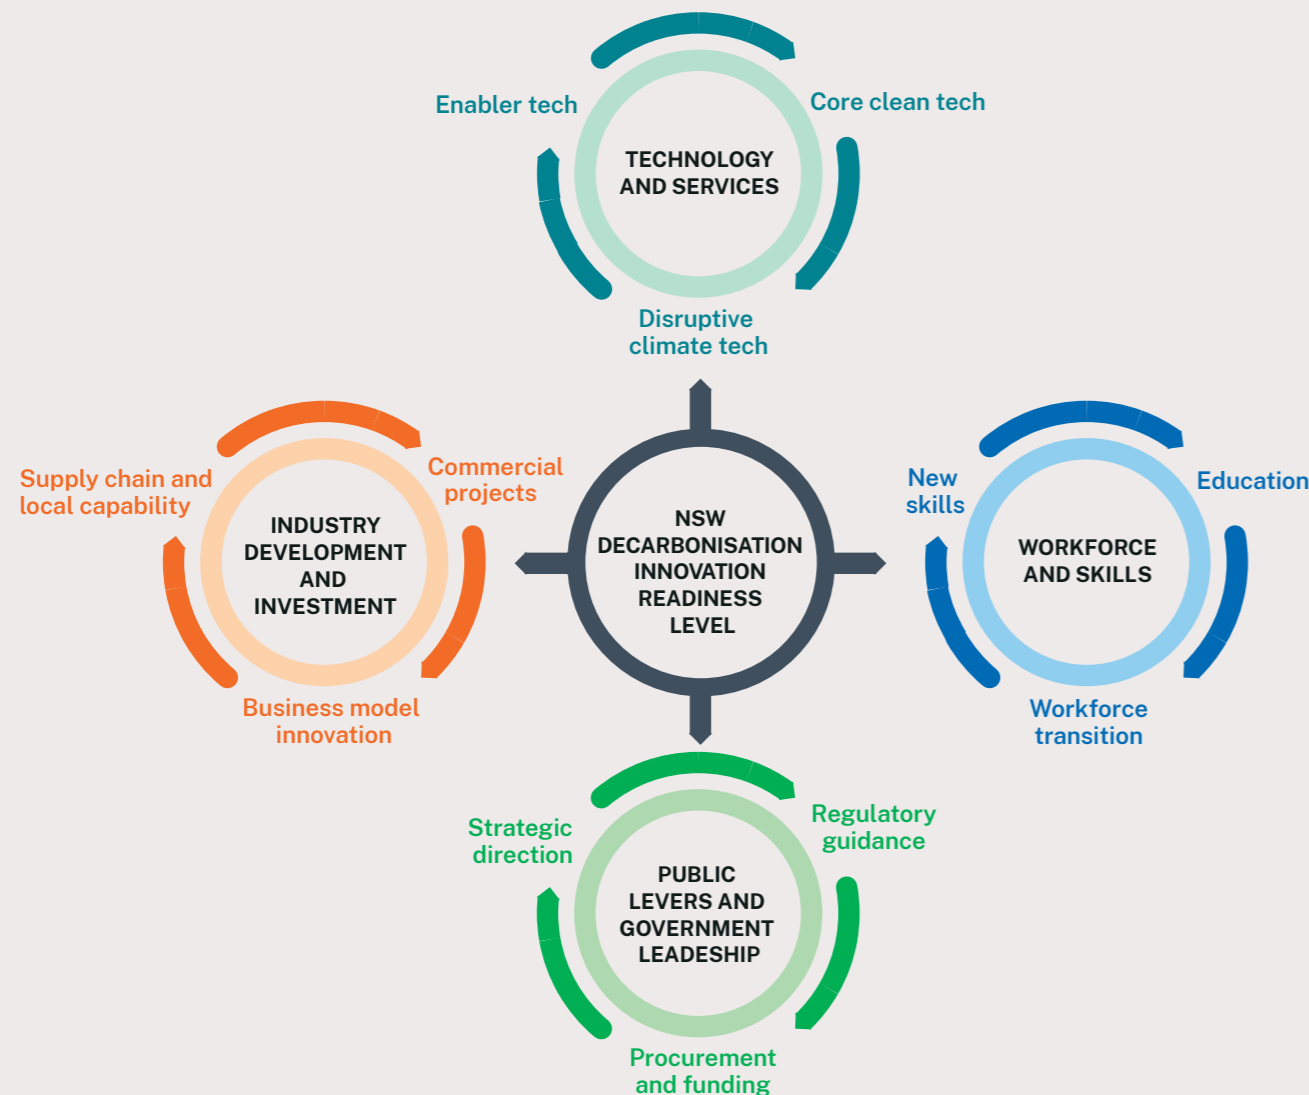 Enabler tech
Core clean tech
TECHNOLOGY
AND SERVICES
Disruptive
climate tech
Supply chain and
local capability
Commercial
projects
INDUSTRY
DEVELOPMENT
AND
INVESTMENT
Business model
innovation
NSW
DECARBONISATION
INNOVATION
READINESS
LEVEL
New
skills
Education
WORKFORCE
AND SKILLS
Workforce
transition
Strategic
direction
Regulatory
guidance
PUBLIC
LEVERS AND
GOVERNMENT
LEADESHIP
Procurement
and funding